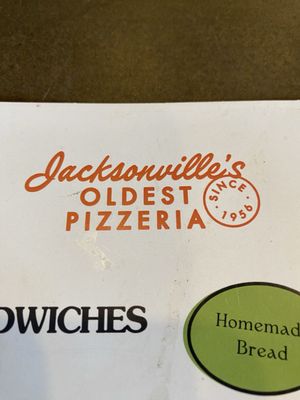 Jacksonville's
OLDEST
PIZZERIA
SINCE
1956
DWICHES
Homemad
Bread